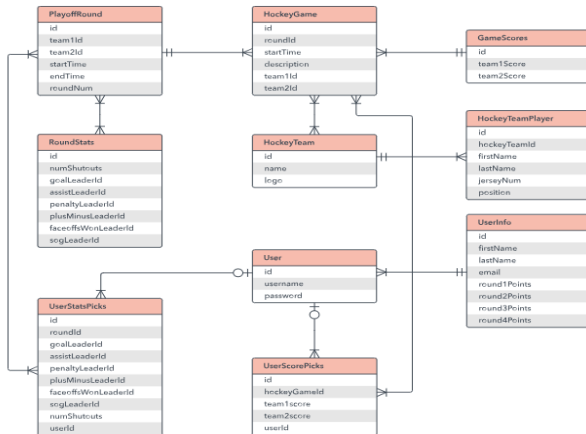 PlayoffRound
id
team1Id
team2Id
startTime
endTime
roundNum
HockeyGame
id
roundId
startTime
description
team1Id
team2Id
GameScores
id
team1Score
team2Score
RoundStats
id
numShutouts
goalLeaderId
assistLeaderId
penaltyLeaderId
plusMinusLeaderId
faceoffsWonLeaderId
sogLeaderId
HockeyTeam
id
name
logo
HockeyTeamPlayer
id
hockeyTeamId
firstName
lastName
jerseyNum
position
UserInfo
id
firstName
lastName
email
round1Points
round2Points
round3Points
round4Points
User
id
username
password
UserStatsPicks
id
roundId
goalLeaderId
assistLeaderId
penaltyLeaderId
plusMinusLeaderId
faceoffsWonLeaderId
sogLeaderId
numShutouts
userId
UserScorePicks
id
hockeyGameId
team1score
team2score
userId